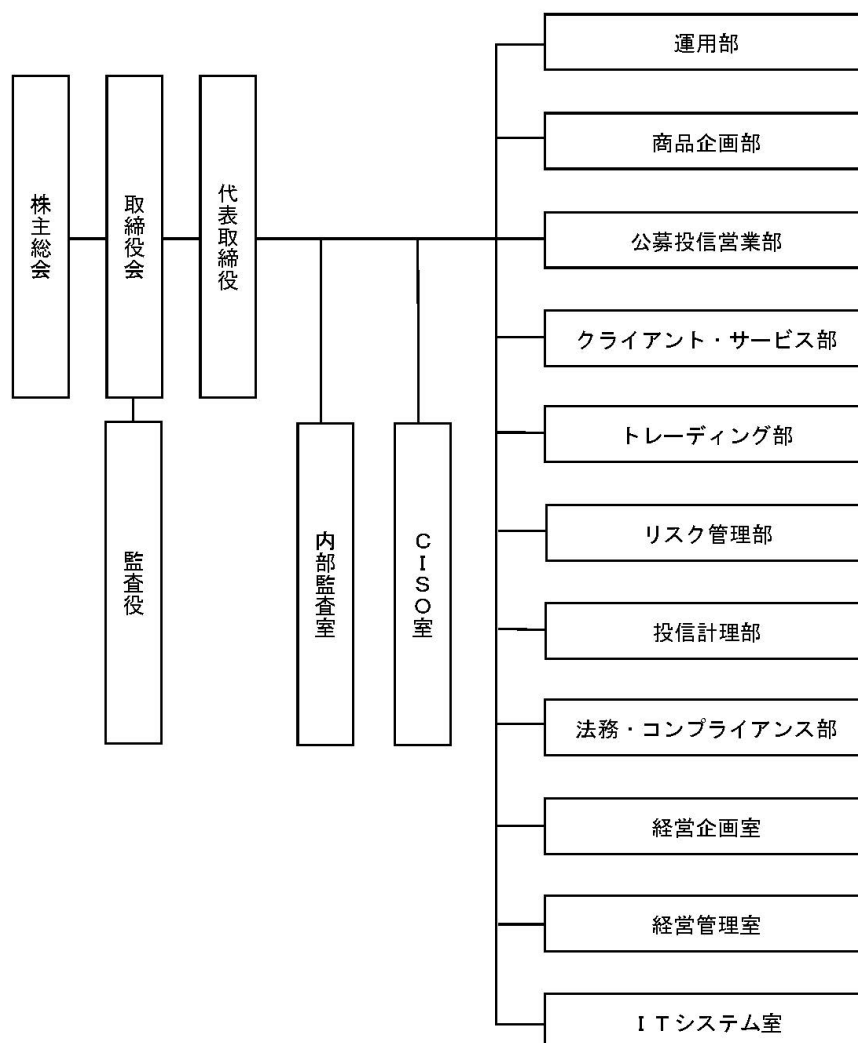 株主総会
取締役会
代表取締役
監査役
内部監査室
ＣＩＳＯ室
運用部
商品企画部
公募投信営業部
クライアント・サービス部
トレーディング部
リスク管理部
投信計理部
法務・コンプライアンス部
経営企画室
経営管理室
ＩＴシステム室